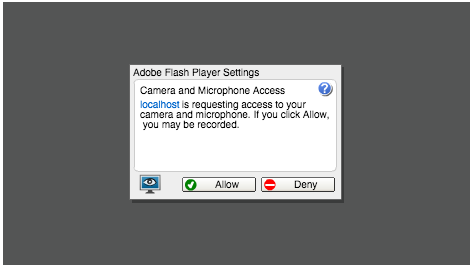 Adobe Flash Player Settings
Camera and Microphone Access
?
localhost is requesting access to your
camera and microphone. If you click Allow,
you may be recorded.
Allow
Deny